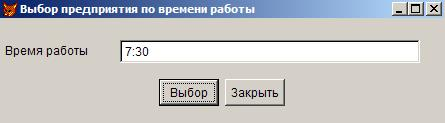 Выбор предприятия по времени работы
Время работы 7:30
Выбор Закрыть